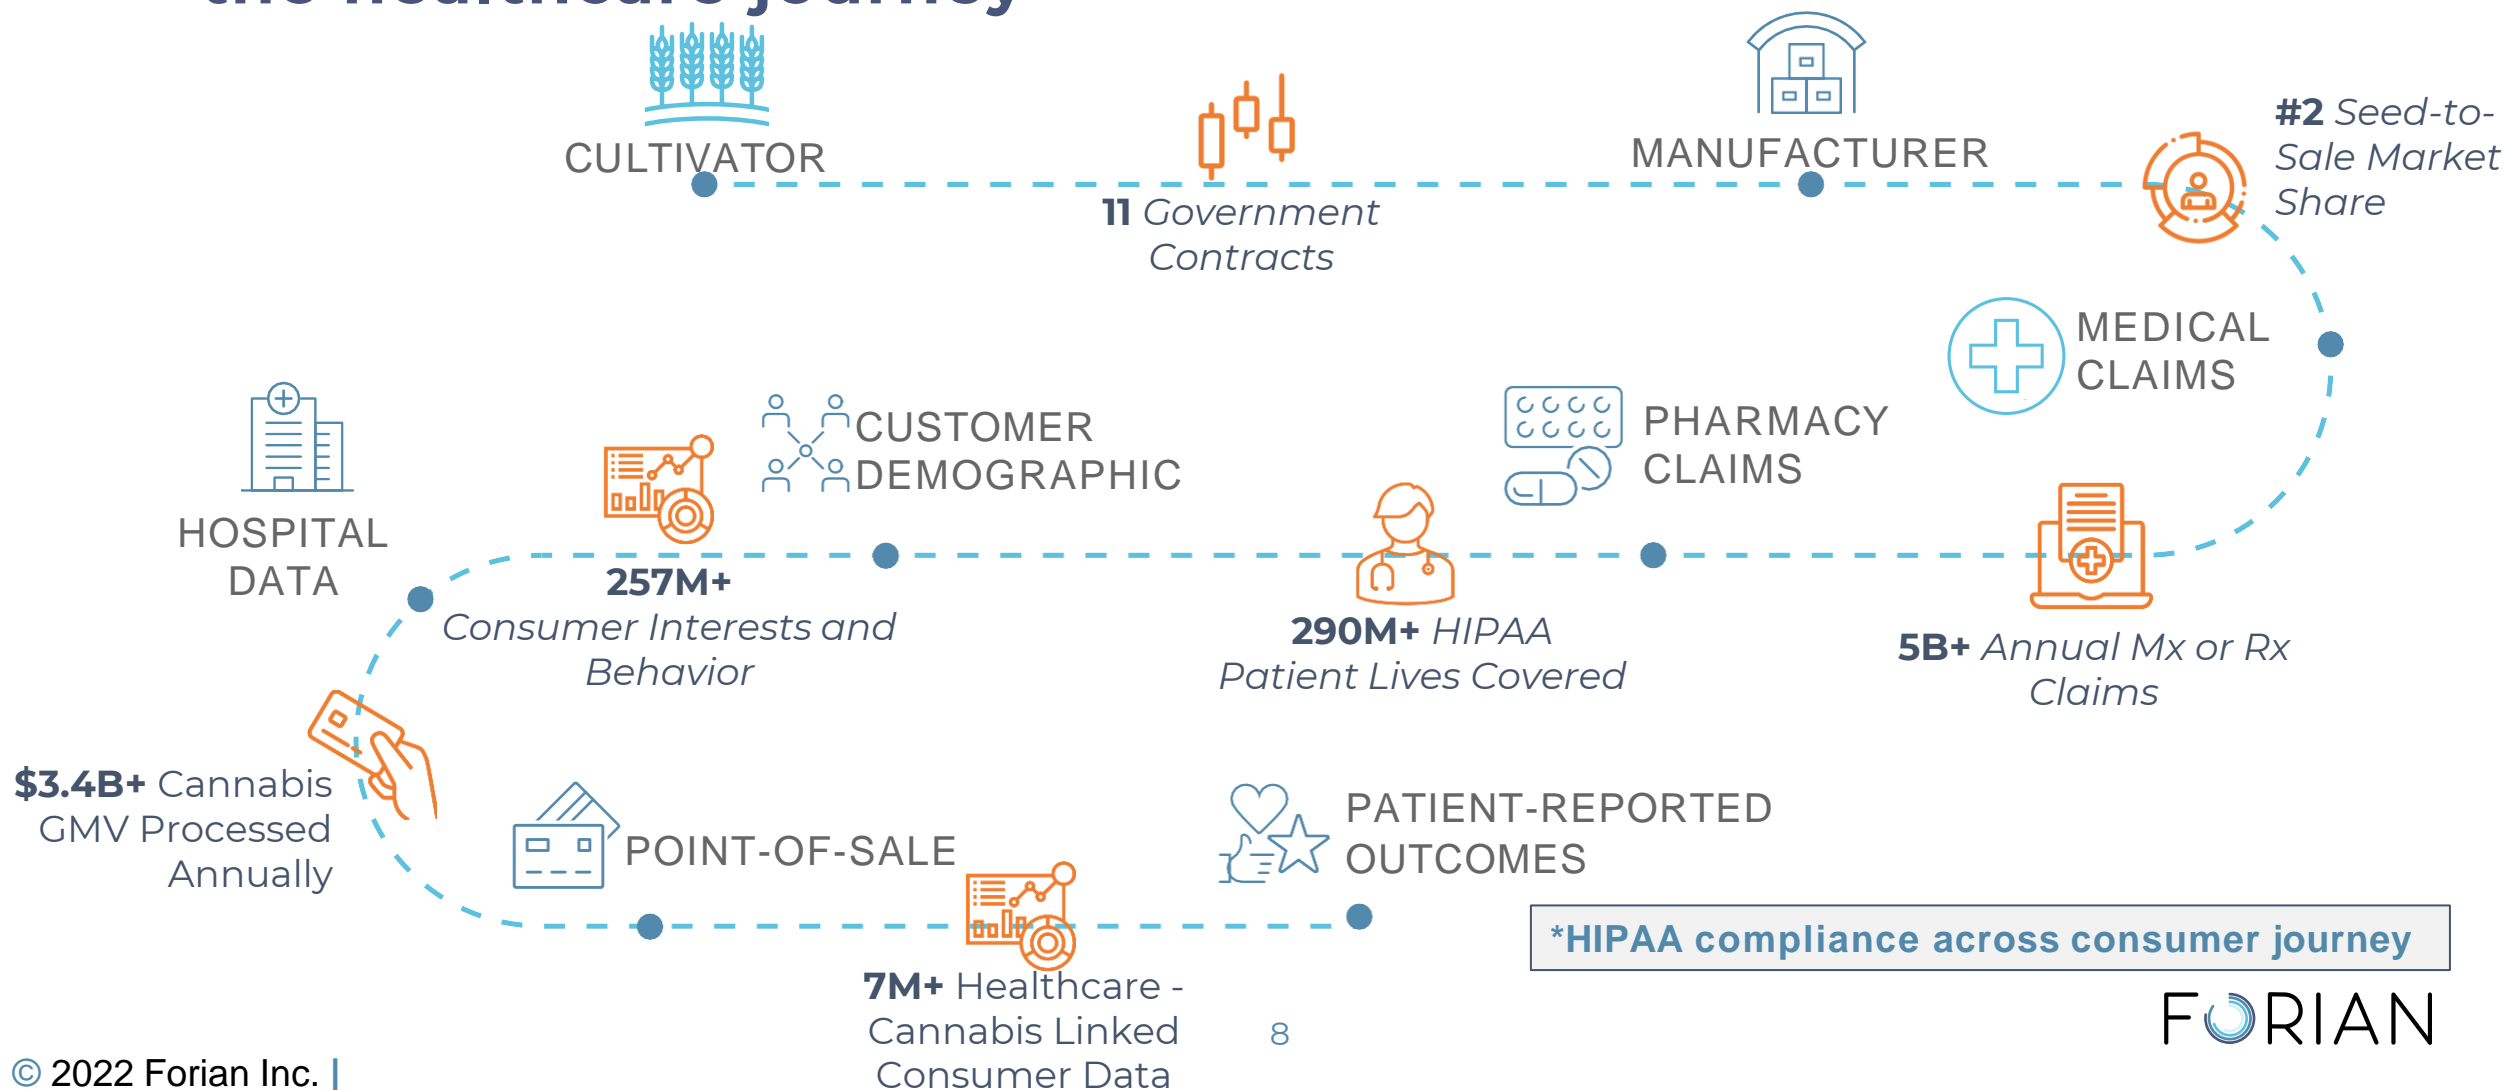 the healthcare journey
CULTIVATOR
11 Government
Contracts
MANUFACTURER
#2 Seed-to-
Sale Market
Share
MEDICAL
CLAIMS
PHARMACY
CLAIMS
CUSTOMER
DEMOGRAPHIC
HOSPITAL
DATA
257M+
Consumer Interests and
Behavior
290M+ HIPAA
Patient Lives Covered
5B+ Annual Mx or Rx
Claims
$3.4B+ Cannabis
GMV Processed
Annually
POINT-OF-SALE
PATIENT-REPORTED
OUTCOMES
7M+ Healthcare -
Cannabis Linked
Consumer Data
*HIPAA compliance across consumer journey
FORIAN
8
© 2022 Forian Inc. |